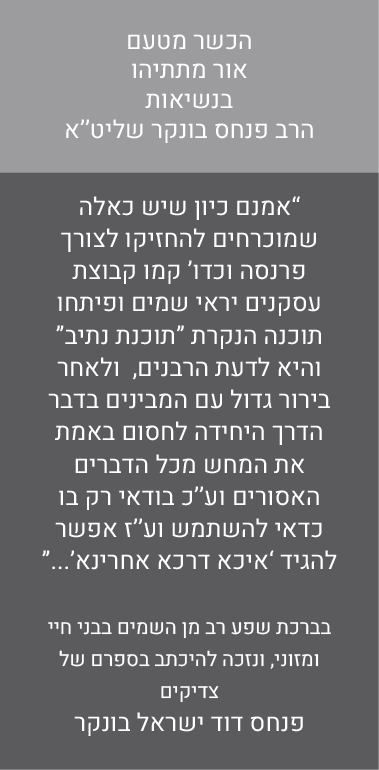 הכשר מטעם
אור מתתיהו
בנשיאות
הרב פנחס בונקר שליט’’א
“אמנם כיון שיש כאלה
שמוכרחים להחזיקו לצורך
פרנסה וכדו’ קמו קבוצת
עסקנים יראי שמים ופיתחו
תוכנה הנקרת ”תוכנת נתיב”
והיא לדעת הרבנים, ולאחר
בירור גדול עם המבינים בדבר
הדרך היחידה לחסום באמת
את המחש מכל הדברים
האסורים וע’’כ בודאי רק בו
כדאי להשתמש וע’’ז אפשר
להגיד ‘איכא דרכא אחרינא’...”
בברכת שפע רב מן השמים בבני חיי
ומזוני, ונזכה להיכתב בספרם של
צדיקים
פנחס דוד ישראל בונקר